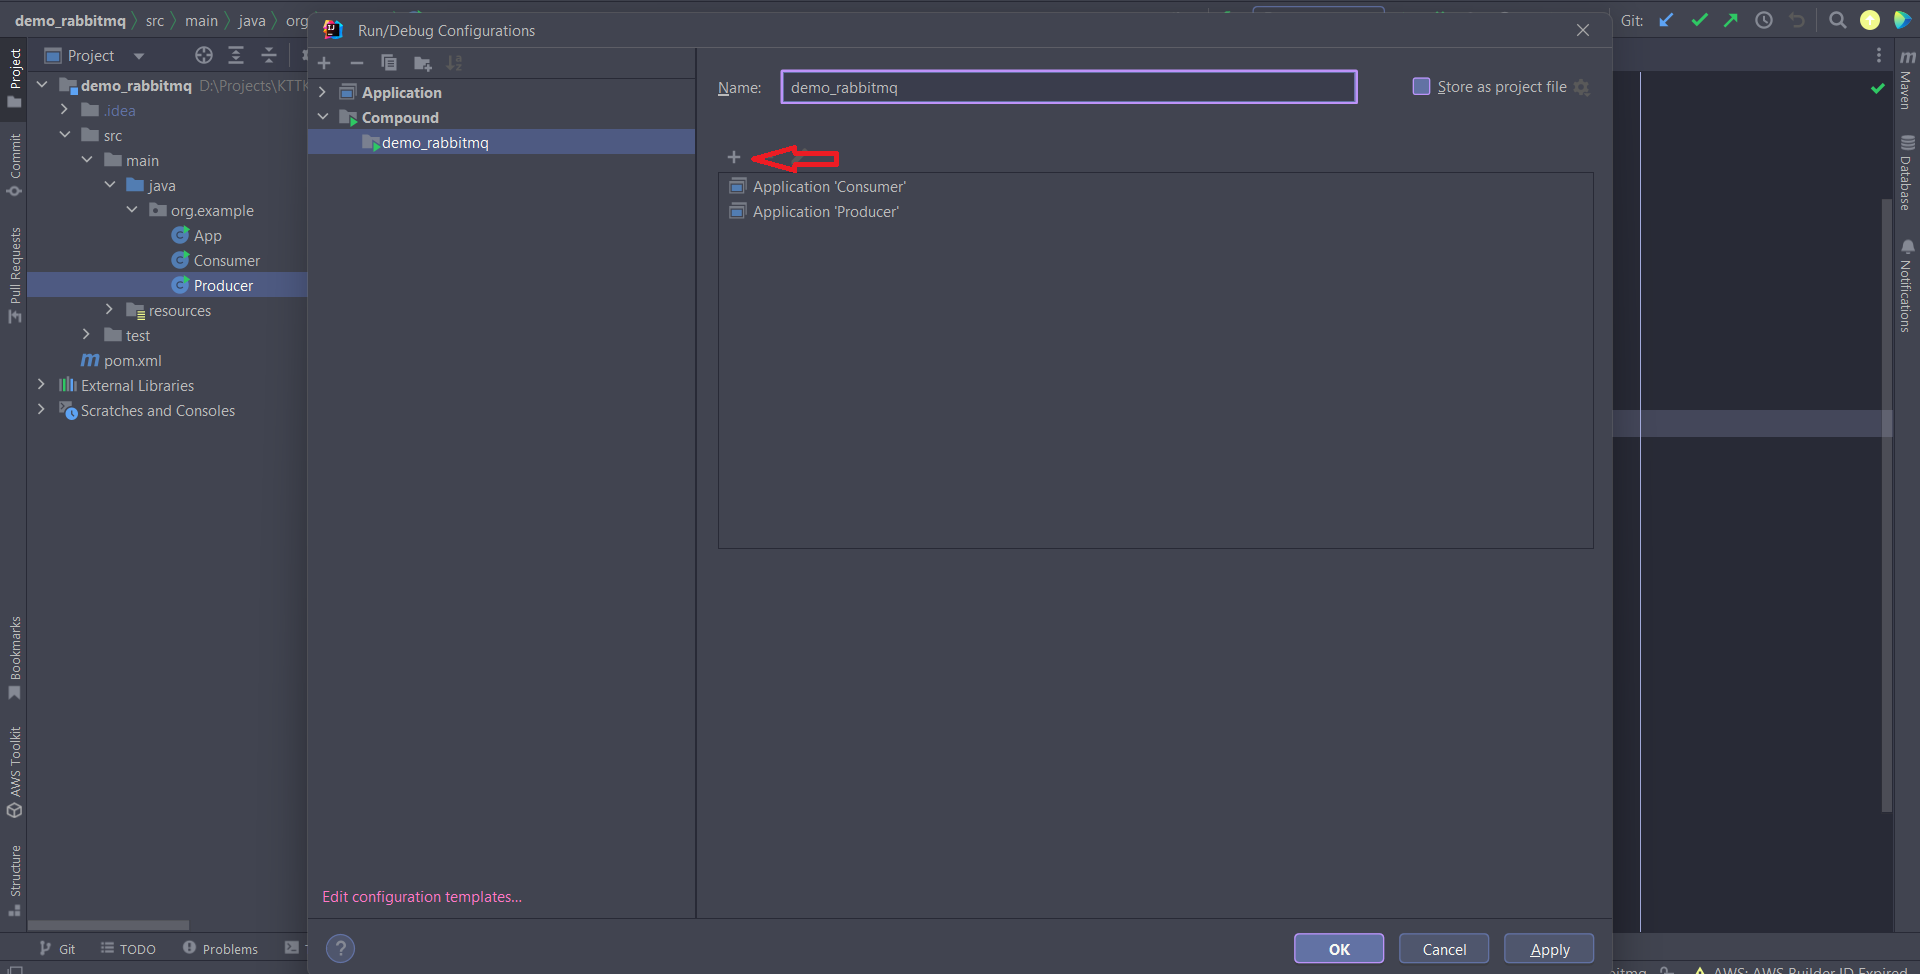 demo_rabbitmq
src
main
java
Run/Debug Configurations
Git:
Project
demo_rabbitmq D:\Projects\KTTK
.idea
src
main
java
org.example
App
Consumer
Producer
resources
test
pom.xml
External Libraries
Scratches and Consoles
Project
Commit
Pull Requests
Bookmarks
AWS Toolkit
Structure
Application
Compound
demo_rabbitmq
Edit configuration templates...
Name: demo_rabbitmq
Store as project file
Application 'Consumer'
Application 'Producer'
?
OK
Cancel
Apply
m
Maven
Database
Notifications
Git
TODO
Problems
AWS: AWS Builder ID Expired